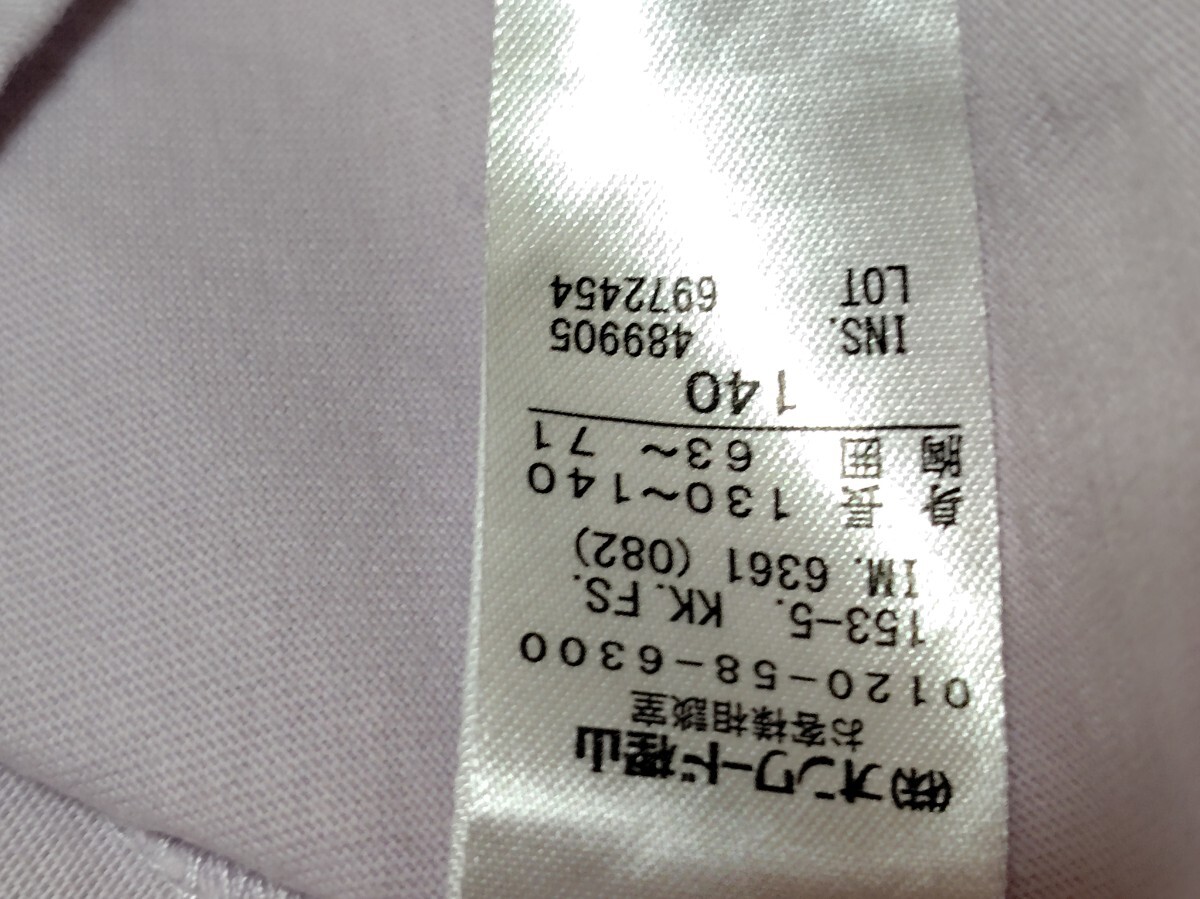 ㈱オンワード樫山
お客様相談室
0120-58-6300
153-5. KK. FS.
IM. 6361 (082)
身 長 130~140
胸 囲 63~ 71
140
INS. 489905
LOT 6972454